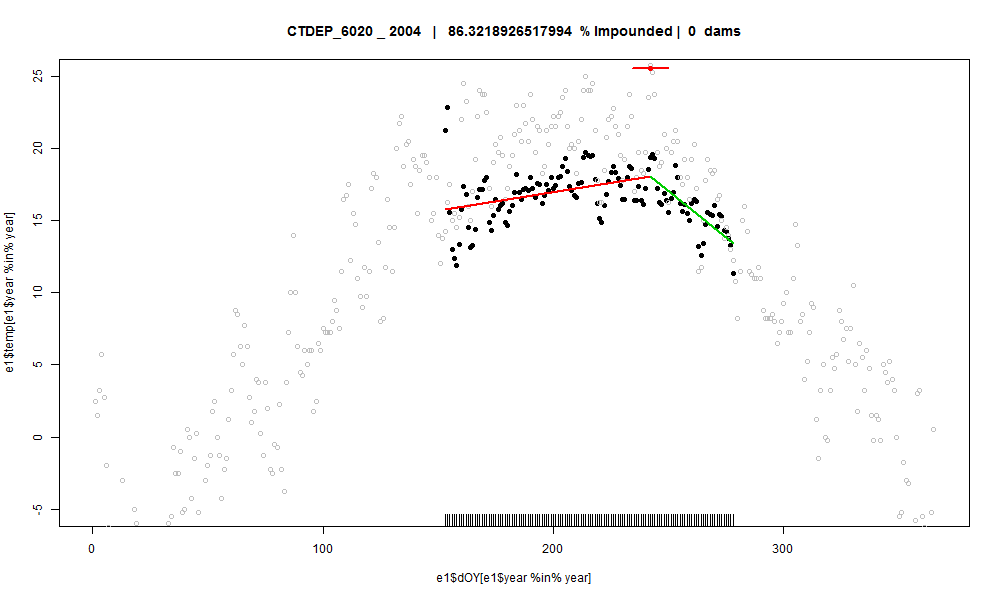 CTDEP_6020 _ 2004 | 86.3218926517994 % Impounded | 0 dams
25
20
15
10
5
0
-5
e1$temp[e1$year %in% year]
0 100 200 300
e1$dOY[e1$year %in% year]